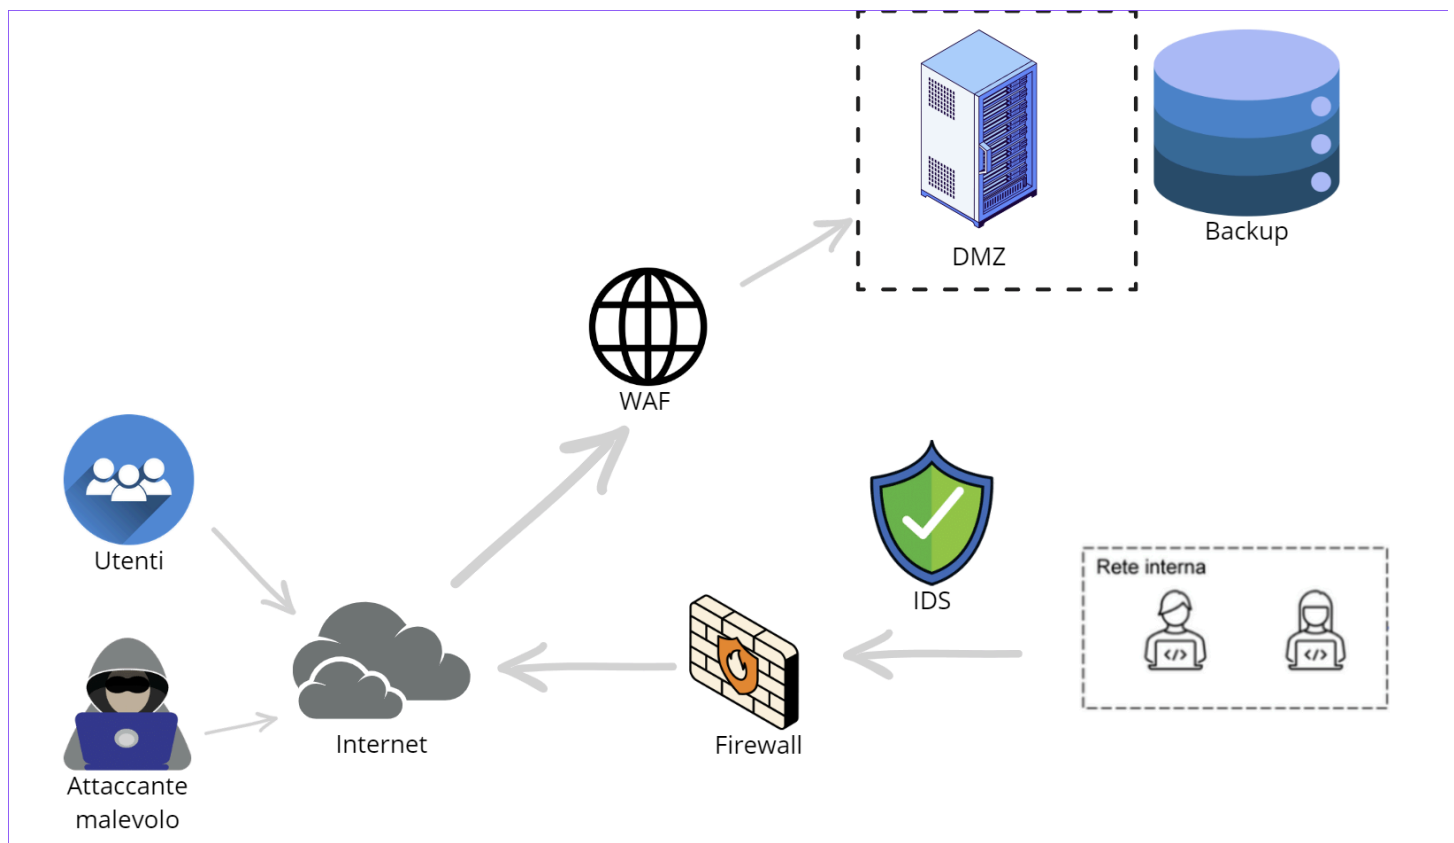 DMZ
Backup
WAF
Utenti
IDS
Rete interna
</>
</>
Internet
Firewall
Attaccante
malevolo